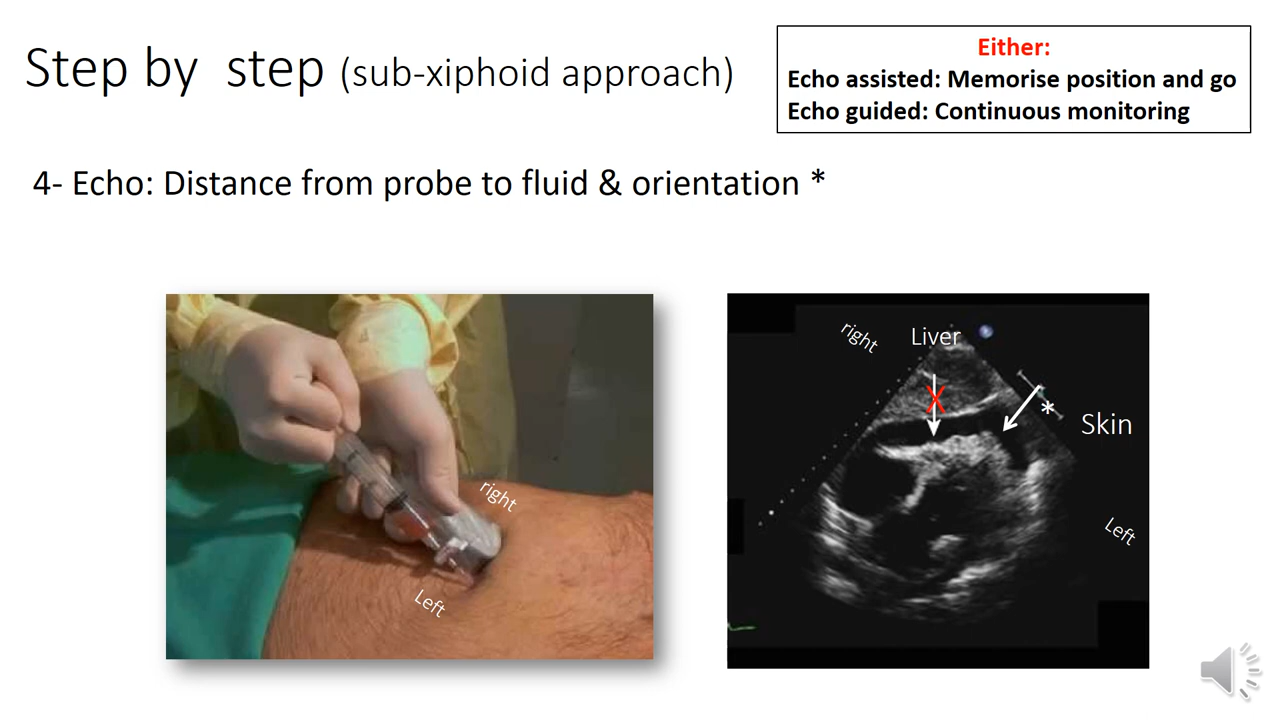 Step by step (sub-xiphoid approach)
Either:
Echo assisted: Memorise position and go
Echo guided: Continuous monitoring
4- Echo: Distance from probe to fluid & orientation *
right
Left
right
Liver
X
*
Skin
Left